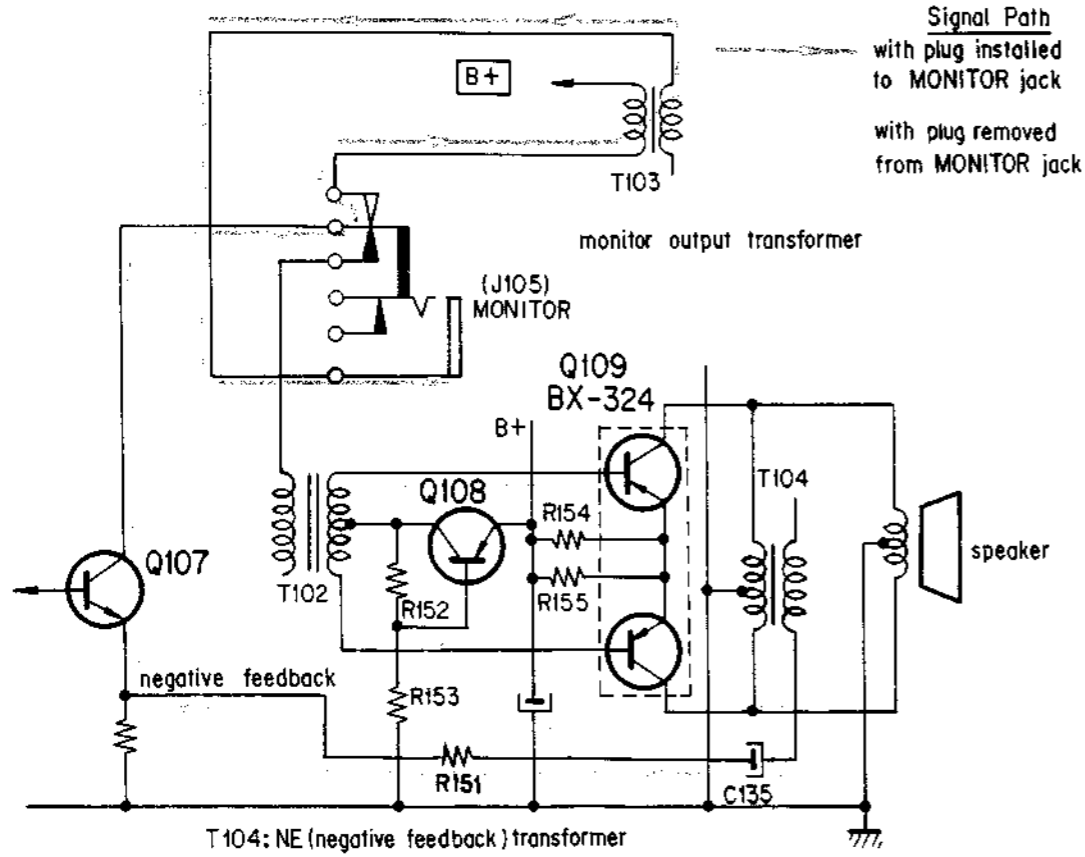 Signal Path
with plug installed
to MONITOR jack
B+
with plug removed
from MONITOR jack
T103
monitor output transformer
(J105)
MONITOR
Q109
BX-324
B+
Q108
T104
R154
Q107
speaker
T102
R152
R155
negative feedback
R153
R151
C135
T104: NE (negative feedback) transformer